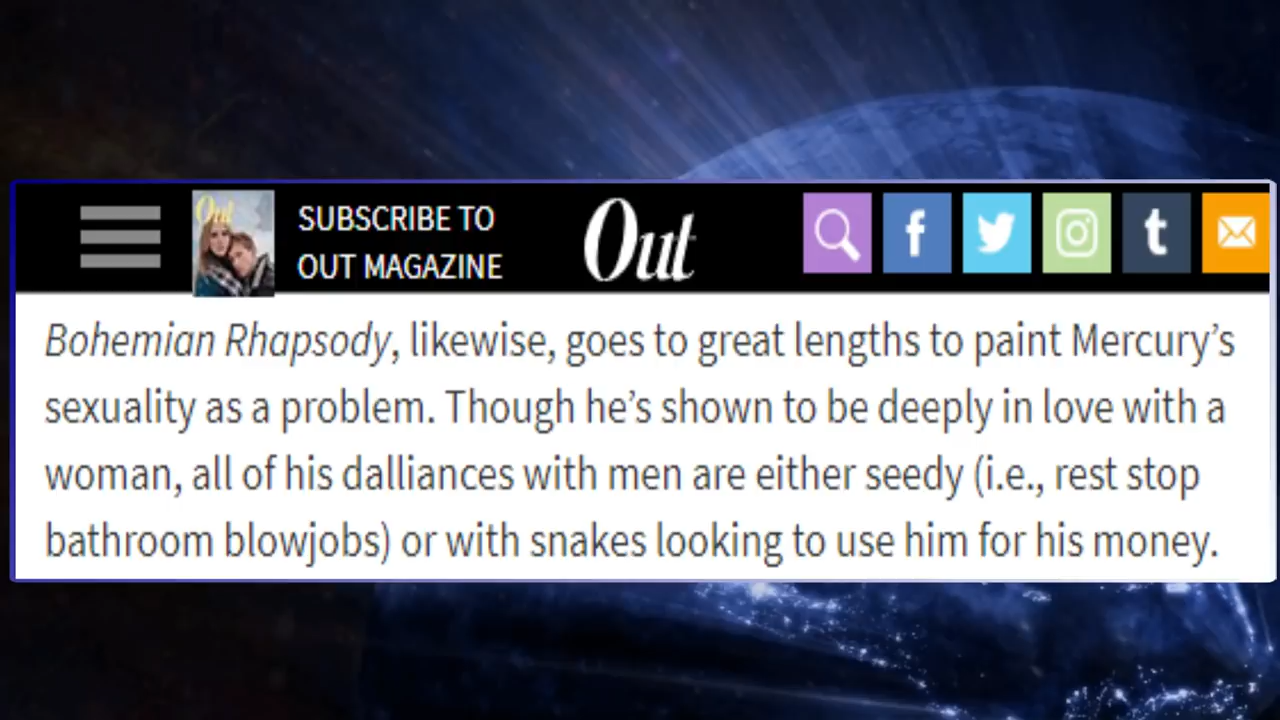 Out
SUBSCRIBE TO
OUT MAGAZINE
Out
f
t
Bohemian Rhapsody, likewise, goes to great lengths to paint Mercury’s
sexuality as a problem. Though he’s shown to be deeply in love with a
woman, all of his dalliances with men are either seedy (i.e., rest stop
bathroom blowjobs) or with snakes looking to use him for his money.